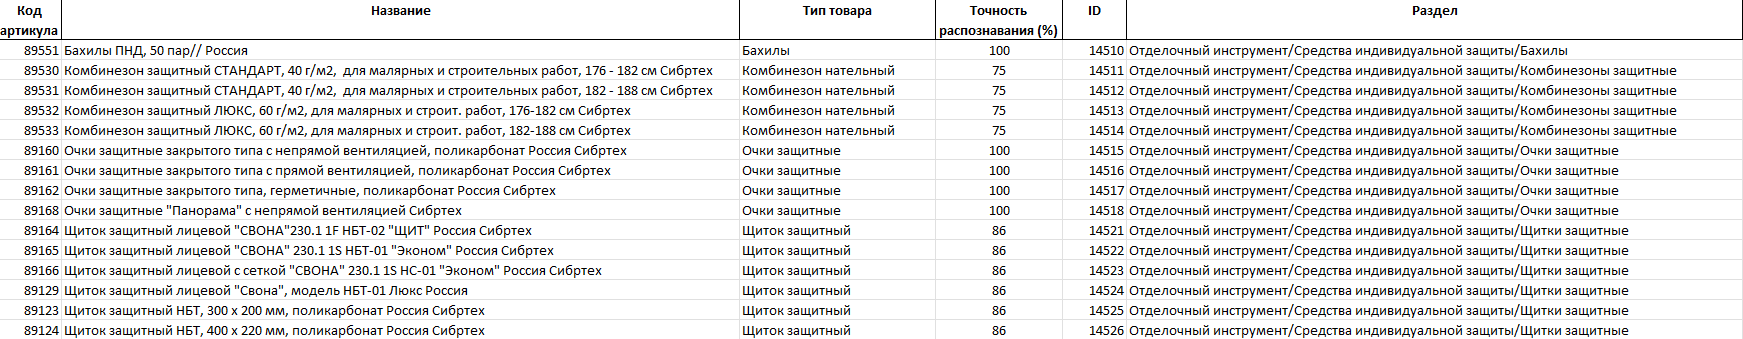 Код артикула Название Тип товара Точность распознавания (%) ID Раздел
89551 Бахилы ПНД, 50 пар// Россия Бахилы 100 14510 Отделочный инструмент/Средства индивидуальной защиты/Бахилы
89530 Комбинезон защитный СТАНДАРТ, 40 г/м2,  для малярных и строительных работ, 176 - 182 см Сибртех Комбинезон нательный 75 14511 Отделочный инструмент/Средства индивидуальной защиты/Комбинезоны защитные
89531 Комбинезон защитный СТАНДАРТ, 40 г/м2,  для малярных и строительных работ, 182 - 188 см Сибртех Комбинезон нательный 75 14512 Отделочный инструмент/Средства индивидуальной защиты/Комбинезоны защитные
89532 Комбинезон защитный ЛЮКС, 60 г/м2, для малярных и строит. работ, 176-182 см Сибртех Комбинезон нательный 75 14513 Отделочный инструмент/Средства индивидуальной защиты/Комбинезоны защитные
89533 Комбинезон защитный ЛЮКС, 60 г/м2, для малярных и строит. работ, 182-188 см Сибртех Комбинезон нательный 75 14514 Отделочный инструмент/Средства индивидуальной защиты/Комбинезоны защитные
89160 Очки защитные закрытого типа с непрямой вентиляцией, поликарбонат Россия Сибртех Очки защитные 100 14515 Отделочный инструмент/Средства индивидуальной защиты/Очки защитные
89161 Очки защитные закрытого типа с прямой вентиляцией, поликарбонат Россия Сибртех Очки защитные 100 14516 Отделочный инструмент/Средства индивидуальной защиты/Очки защитные
89162 Очки защитные закрытого типа, герметичные, поликарбонат Россия Сибртех Очки защитные 100 14517 Отделочный инструмент/Средства индивидуальной защиты/Очки защитные
89168 Очки защитные "Панорама" с непрямой вентиляцией Сибртех Очки защитные 100 14518 Отделочный инструмент/Средства индивидуальной защиты/Очки защитные
89164 Щиток защитный лицевой "СВОНА"230.1 1F НБТ-02 "ЩИТ" Россия Сибртех Щиток защитный 86 14521 Отделочный инструмент/Средства индивидуальной защиты/Щитки защитные
89165 Щиток защитный лицевой "СВОНА" 230.1 1S НБТ-01 "Эконом" Россия Сибртех Щиток защитный 86 14522 Отделочный инструмент/Средства индивидуальной защиты/Щитки защитные
89166 Щиток защитный лицевой с сеткой "СВОНА" 230.1 1S НС-01 "Эконом" Россия Сибртех Щиток защитный 86 14523 Отделочный инструмент/Средства индивидуальной защиты/Щитки защитные
89129 Щиток защитный лицевой "Свона", модель НБТ-01 Люкс Россия Щиток защитный 86 14524 Отделочный инструмент/Средства индивидуальной защиты/Щитки защитные
89123 Щиток защитный НБТ, 300 х 200 мм, поликарбонат Россия Сибртех Щиток защитный 86 14525 Отделочный инструмент/Средства индивидуальной защиты/Щитки защитные
89124 Щиток защитный НБТ, 400 х 220 мм, поликарбонат Россия Сибртех Щиток защитный 86 14526 Отделочный инструмент/Средства индивидуальной защиты/Щитки защитные